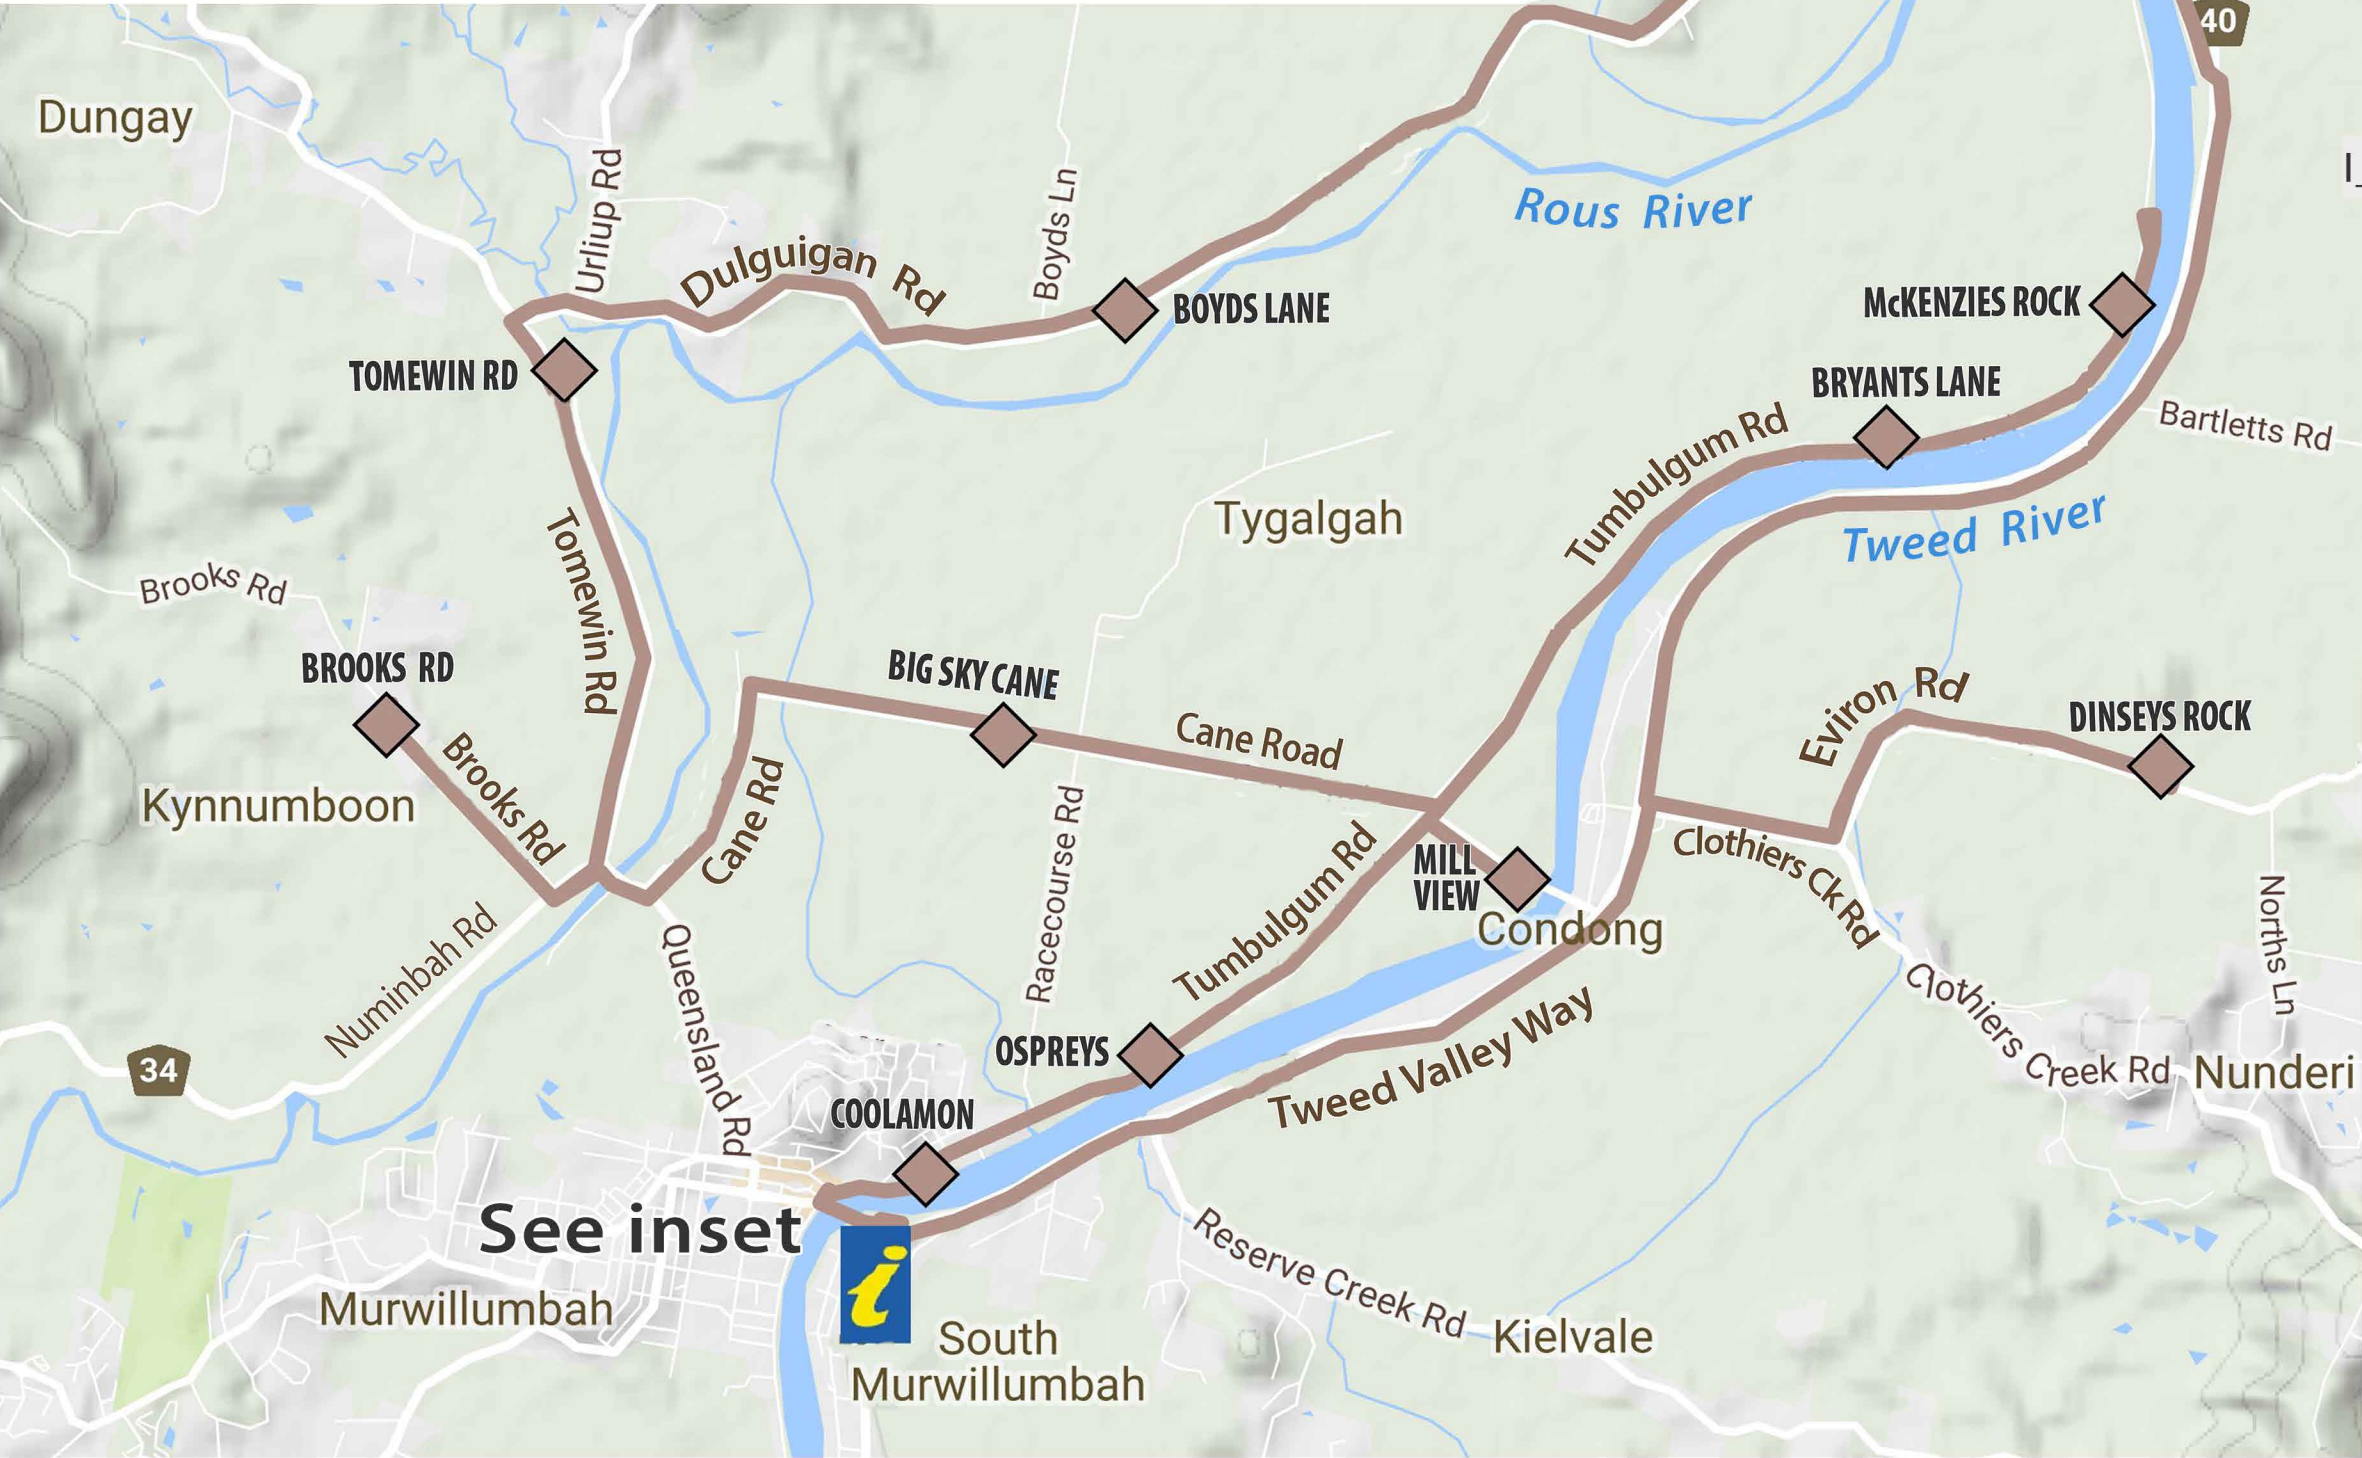 40
Dungay
Urliup Rd
Boyds Ln
Rous River
Dulguigan Rd
BOYDS LANE
McKENZIES ROCK
TOMEWIN RD
BRYANTS LANE
Bartletts Rd
Tumbulgum Rd
Tygalgah
Tweed River
Tomewin Rd
Brooks Rd
BROOKS RD
BIG SKY CANE
Eviron Rd
DINSEYS ROCK
Cane Road
Brooks Rd
Kynnumboon
Cane Rd
Racecourse Rd
Tumbulgum Rd
MILL
VIEW
Clothiers Ck Rd
Condong
Numinbah Rd
Queensland Rd
Norths Ln
Clothiers Creek Rd
Nunderi
34
OSPREYS
Tweed Valley Way
COOLAMON
See inset
Reserve Creek Rd
i
Murwillumbah
South
Murwillumbah
Kielvale